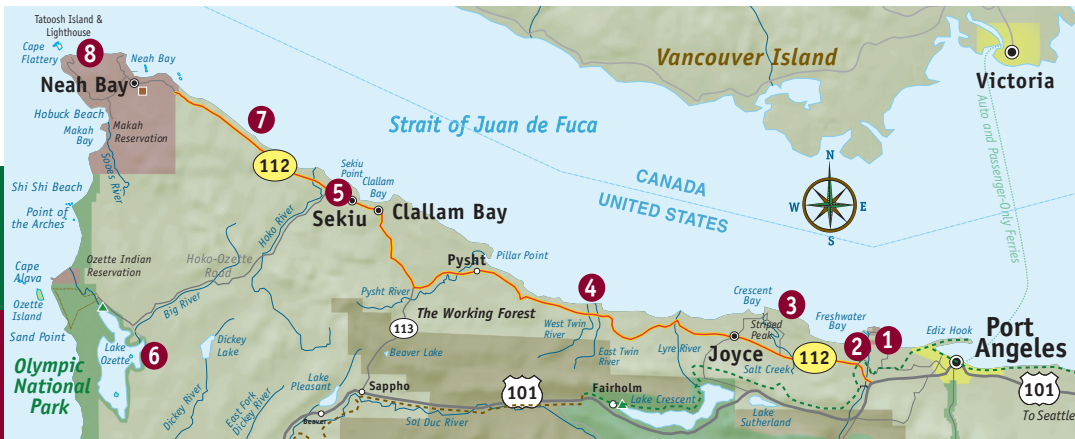 Tatoosh Island &
Lighthouse
Cape
Flattery
8
Neah Bay
Neah Bay
Hobuck Beach
Makah
Bay
Makah
Reservation
Sooes River
Shi Shi Beach
Point of
the Arches
Cape
Alava
Ozette Indian
Reservation
Ozette
Island
Sand Point
Olympic
National
Park
Lake
Ozette
6
Big River
Hoko-Ozette
Road
Hoko River
7
112
Sekiu
Point
5
Sekiu
Clallam
Bay
Clallam Bay
Strait of Juan de Fuca
Vancouver Island
Victoria
Auto and Passenger-Only Ferries
CANADA
UNITED STATES
N
W
E
S
Pysht
Pillar Point
Pysht River
The Working Forest
113
Beaver Lake
Dickey
Lake
Dickey River
East Fork
Dickey River
Lake
Pleasant
Beaver
Sappho
Sol Duc River
101
4
West Twin
River
East Twin
River
Lyre River
Fairholm
Lake Crescent
Joyce
Crescent
Bay
3
Striped
Peak
112
Salt Creek
Freshwater
Bay
2
1
Lake
Sutherland
Ediz Hook
Port
Angeles
101
To Seattle